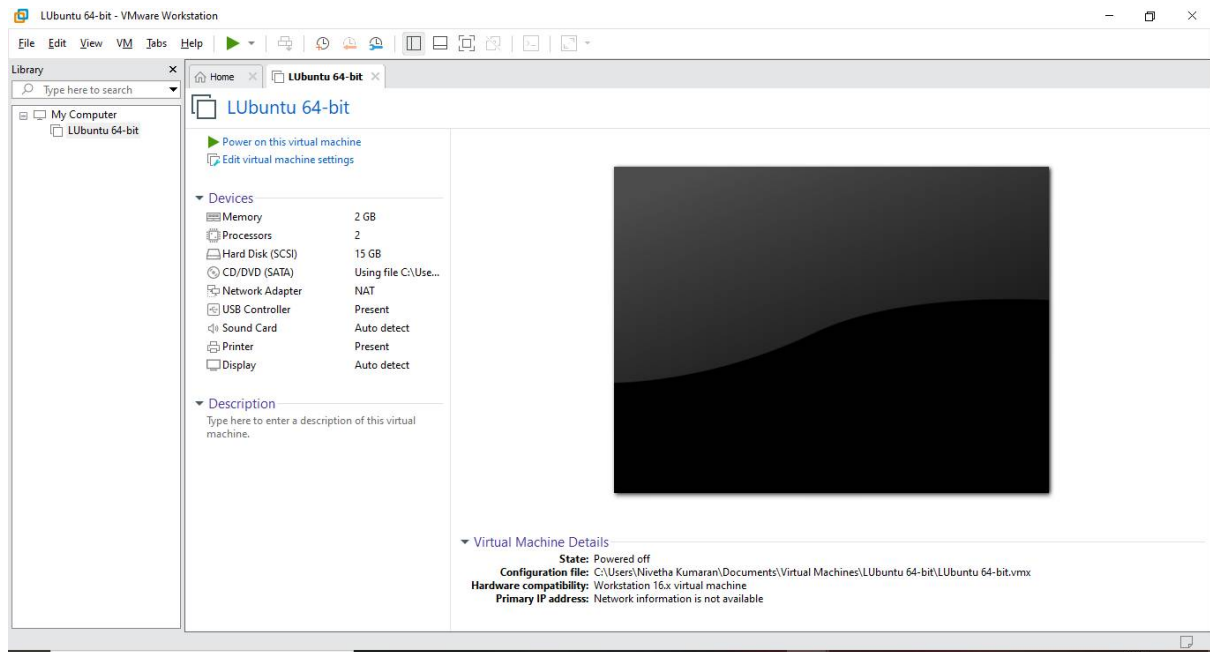 LUbuntu 64-bit - VMware Workstation
File Edit View VM Tabs Help
Library
Type here to search
My Computer
LUbuntu 64-bit
Home
LUbuntu 64-bit
LUbuntu 64-bit
Power on this virtual machine
Edit virtual machine settings
Devices
Memory 2 GB
Processors 2
Hard Disk (SCSI) 15 GB
CD/DVD (SATA) Using file C:\Use...
Network Adapter NAT
USB Controller Present
Sound Card Auto detect
Printer Present
Display Auto detect
Description
Type here to enter a description of this virtual
machine.
Virtual Machine Details
State: Powered off
Configuration file: C:\Users\Nivetha Kumaran\Documents\Virtual Machines\LUbuntu 64-bit\LUbuntu 64-bit.vmx
Hardware compatibility: Workstation 16.x virtual machine
Primary IP address: Network information is not available